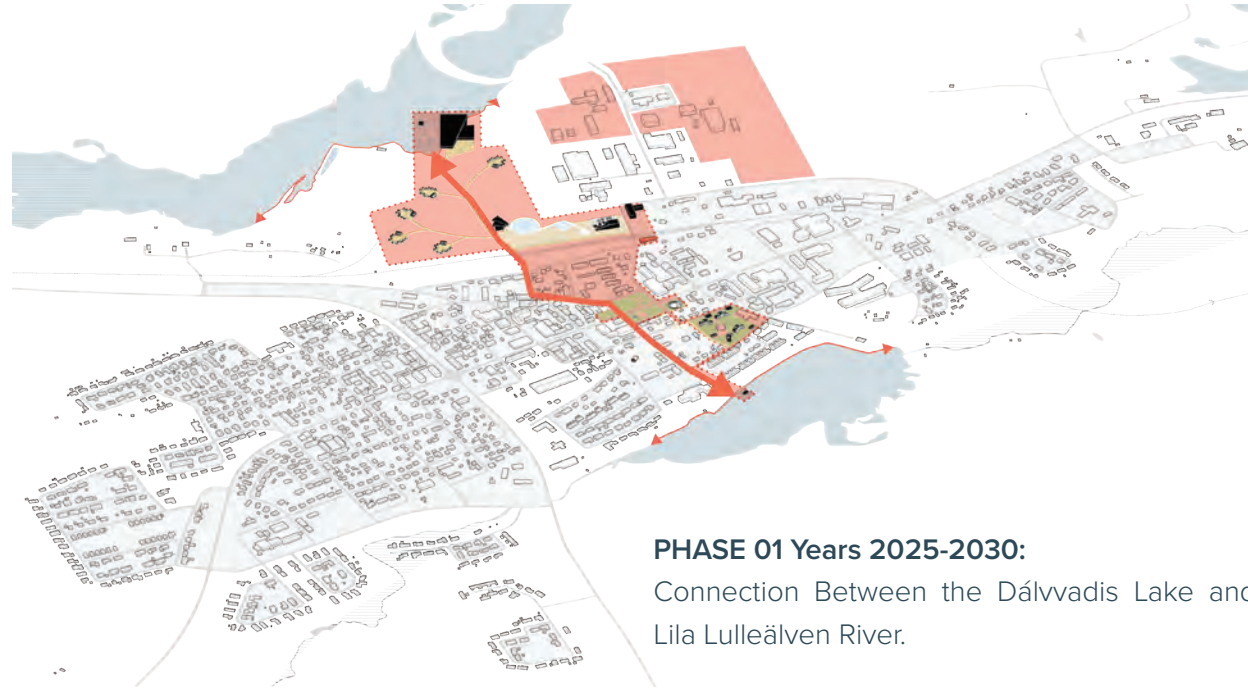 PHASE 01 Years 2025-2030:
Connection Between the Dálvvadis Lake and
Lila Lulleälven River.